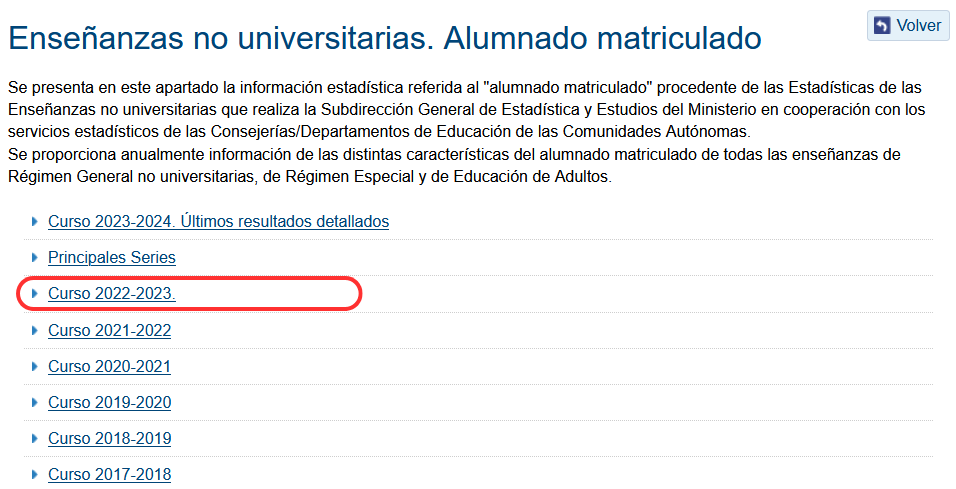 Volver
Enseñanzas no universitarias. Alumnado matriculado
Se presenta en este apartado la información estadística referida al "alumnado matriculado" procedente de las Estadísticas de las
Enseñanzas no universitarias que realiza la Subdirección General de Estadística y Estudios del Ministerio en cooperación con los
servicios estadísticos de las Consejerías/Departamentos de Educación de las Comunidades Autónomas.
Se proporciona anualmente información de las distintas características del alumnado matriculado de todas las enseñanzas de
Régimen General no universitarias, de Régimen Especial y de Educación de Adultos.
Curso 2023-2024. Últimos resultados detallados
Principales Series
Curso 2022-2023.
Curso 2021-2022
Curso 2020-2021
Curso 2019-2020
Curso 2018-2019
Curso 2017-2018